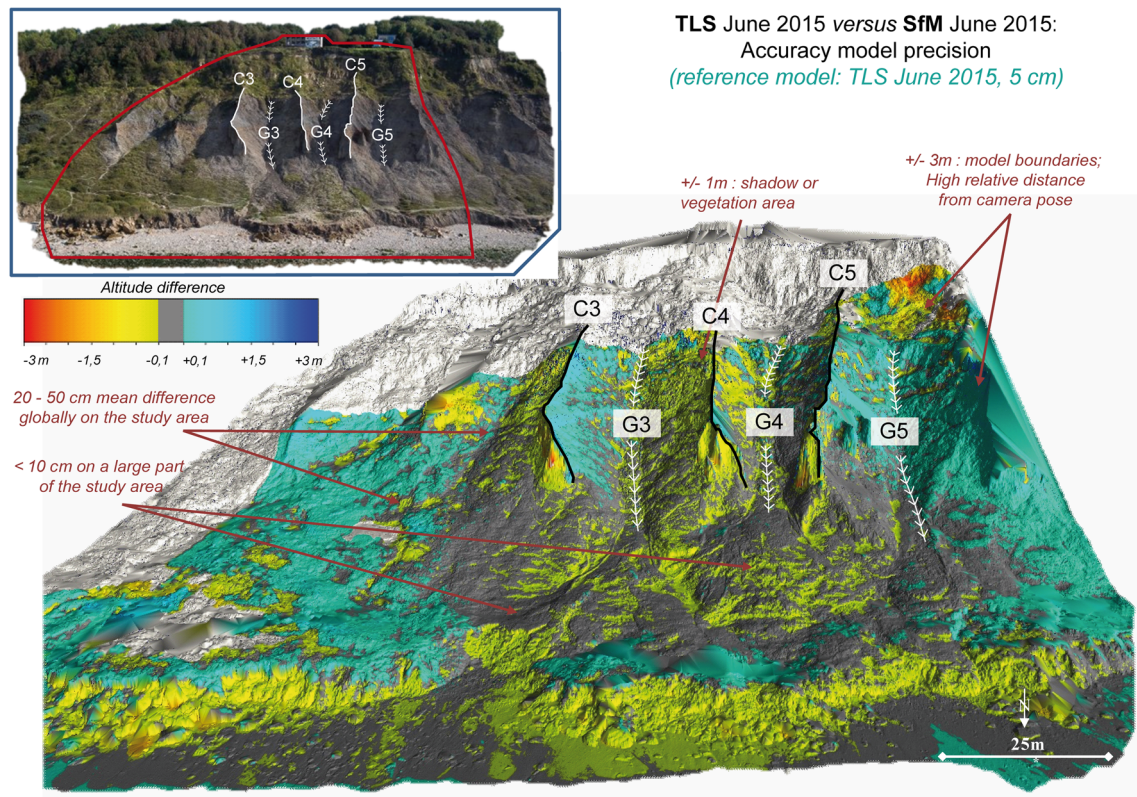 TLS June 2015 versus SfM June 2015:
Accuracy model precision
(reference model: TLS June 2015, 5 cm)
C3
C4
C5
G3
G4
G5
+/- 3m : model boundaries;
High relative distance
from camera pose
+/- 1m : shadow or
vegetation area
Altitude difference
-3 m
-1,5
-0,1
+0,1
+1,5
+3 m
C3
C4
C5
20 - 50 cm mean difference
globally on the study area
G3
G4
G5
< 10 cm on a large part
of the study area
N
25m